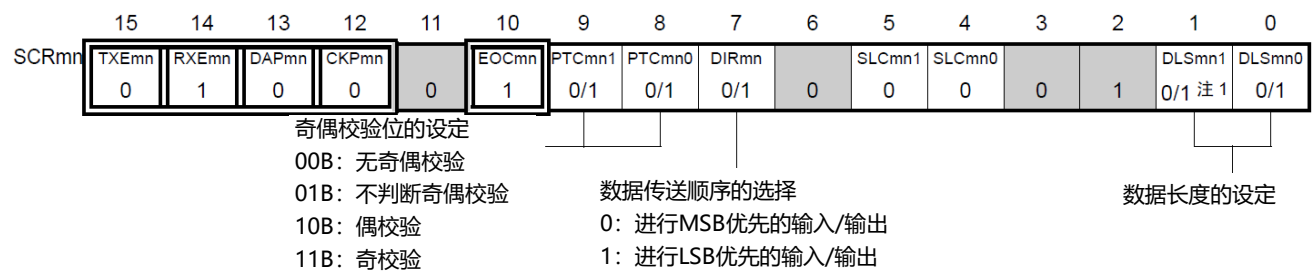 15 14 13 12 11 10 9 8 7 6 5 4 3 2 1 0
SCRmn TXEmn RXEmn DAPmn CKPmn EOCmn PTCmn1 PTCmn0 DIRmn SLCmn1 SLCmn0 DLSmn1 DLSmn0
0 1 0 0 0 1 0/1 0/1 0/1 0 0 0 0 1 0/1 注 1 0/1
奇偶校验位的设定
00B：无奇偶校验
01B：不判断奇偶校验
10B：偶校验
11B：奇校验
数据传送顺序的选择
0：进行MSB优先的输入/输出
1：进行LSB优先的输入/输出
数据长度的设定